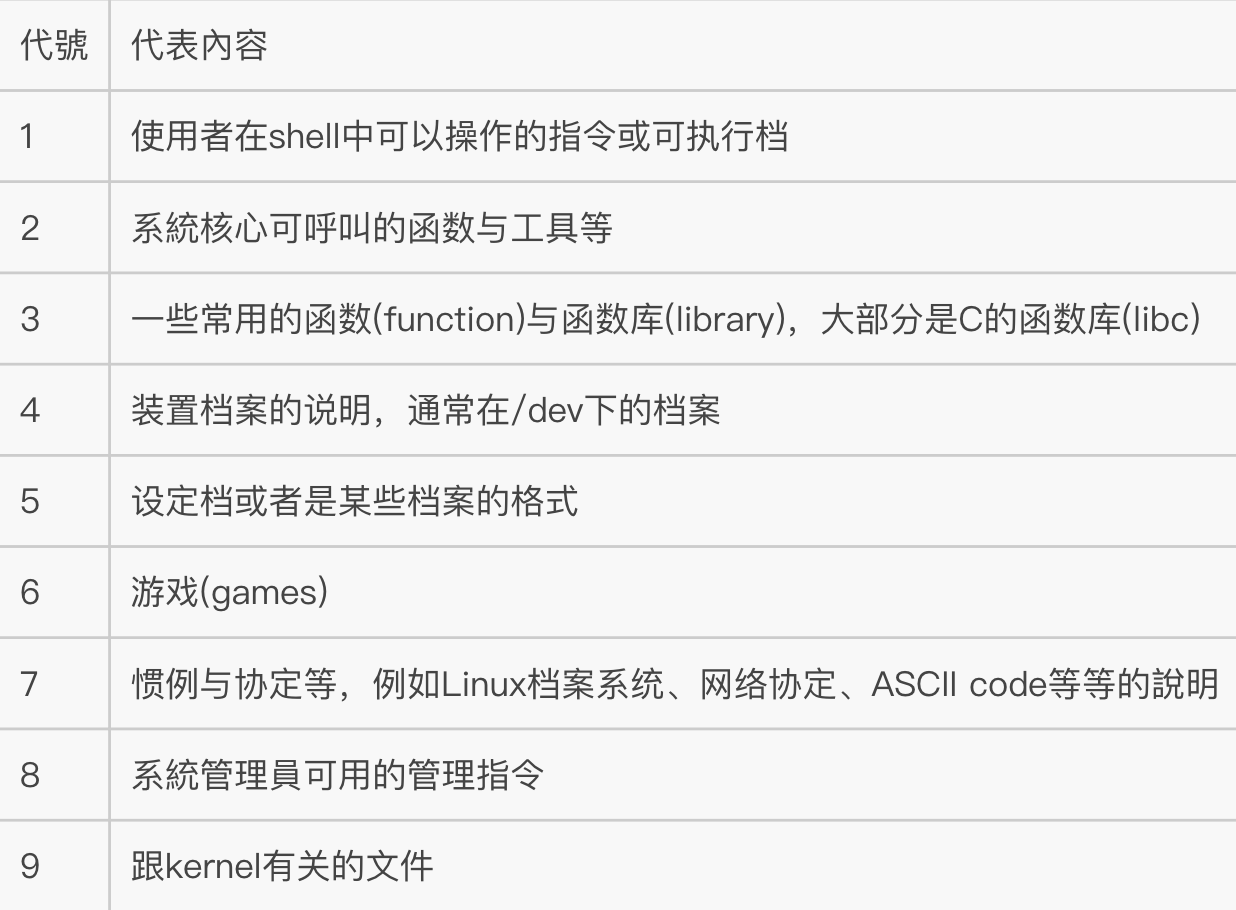 代號 代表內容
1 使用者在shell中可以操作的指令或可执行档
2 系統核心可呼叫的函数与工具等
3 一些常用的函数(function)与函数库(library)，大部分是C的函数库(libc)
4 装置档案的说明，通常在/dev下的档案
5 设定档或者是某些档案的格式
6 游戏(games)
7 惯例与协定等，例如Linux档案系统、网络协定、ASCII code等等的說明
8 系統管理員可用的管理指令
9 跟kernel有关的文件